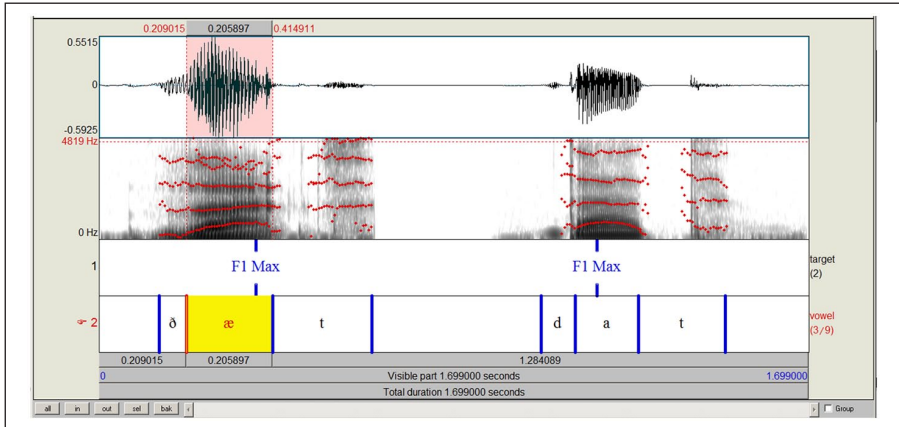 0.209015 0.205897 0.414911
0.5515
0
-0.5925
4819 Hz
0 Hz
1 F1 Max F1 Max target (2)
☞ 2 ð æ t d a t vowel (3/9)
0.209015 0.205897 1.284089
0 Visible part 1.699000 seconds 1.699000
Total duration 1.699000 seconds
all in out sel bak Group